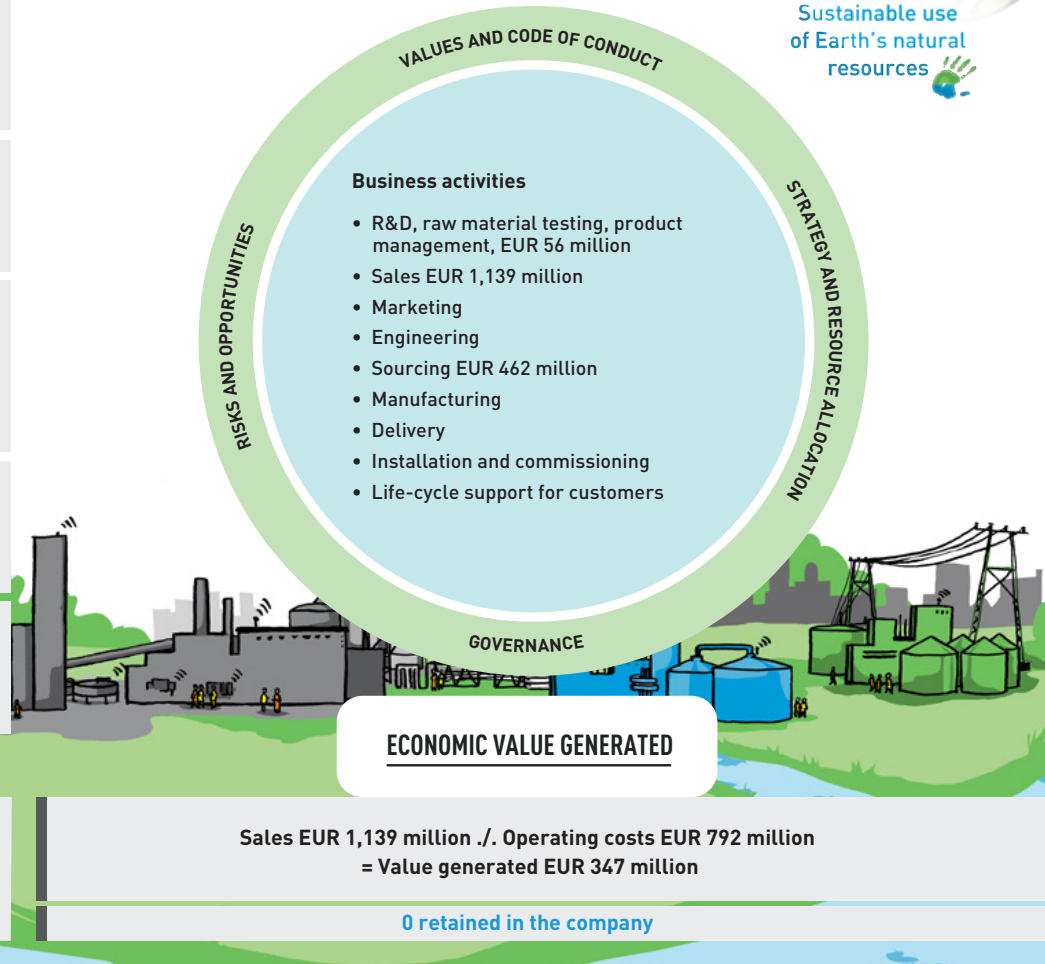 Sustainable use
of Earth's natural
resources
VALUES AND CODE OF CONDUCT
STRATEGY AND RESOURCE ALLOCATION
RISKS AND OPPORTUNITIES
Business activities
• R&D, raw material testing, product
management, EUR 56 million
• Sales EUR 1,139 million
• Marketing
• Engineering
• Sourcing EUR 462 million
• Manufacturing
• Delivery
• Installation and commissioning
• Life-cycle support for customers
GOVERNANCE
ECONOMIC VALUE GENERATED
Sales EUR 1,139 million ./. Operating costs EUR 792 million
= Value generated EUR 347 million
0 retained in the company